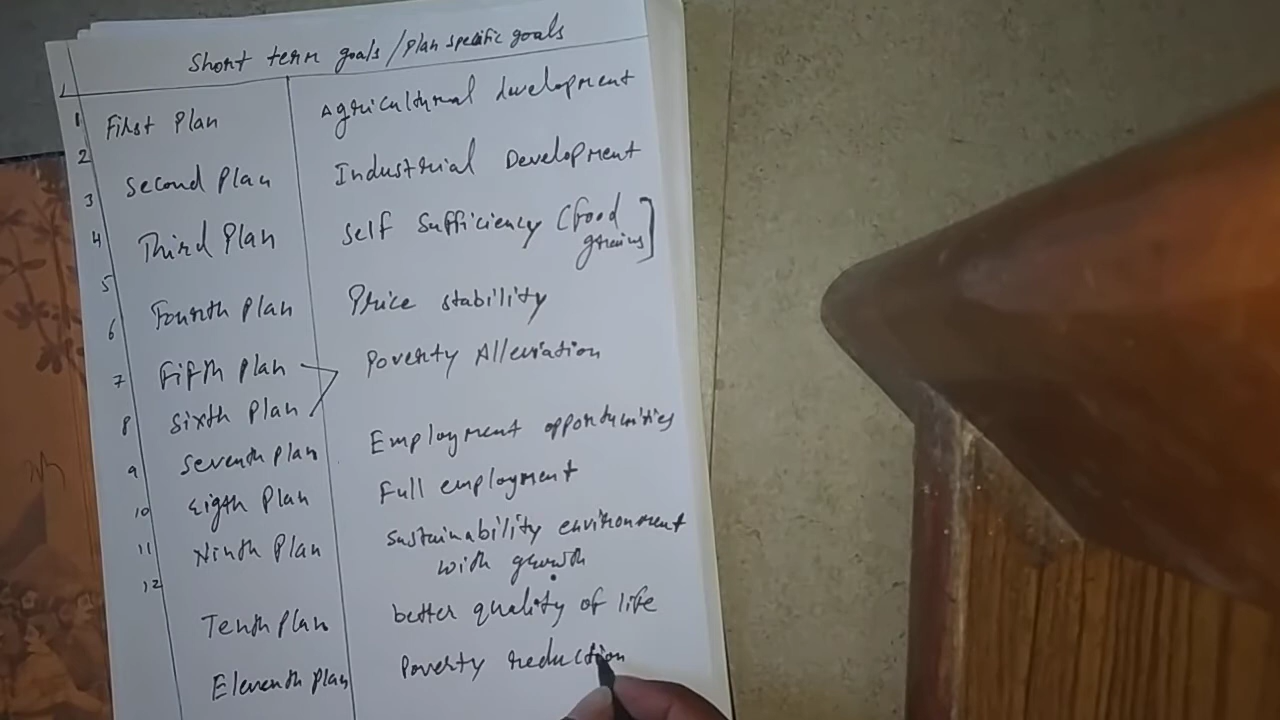 Short term goals / Plan specific goals
1 First Plan Agricultural development
2 Second Plan Industrial Development
3 Third Plan Self Sufficiency (Food
grains]
4 Fourth Plan Price stability
5 Fifth Plan Poverty Alleviation
6 Sixth Plan
7 Seventh Plan Employment opportunities
8 Eigth Plan Full employment
9 Ninth Plan Sustainability environment
with growth
10 Tenth Plan better quality of life
11 Eleventh Plan Poverty reduction
12